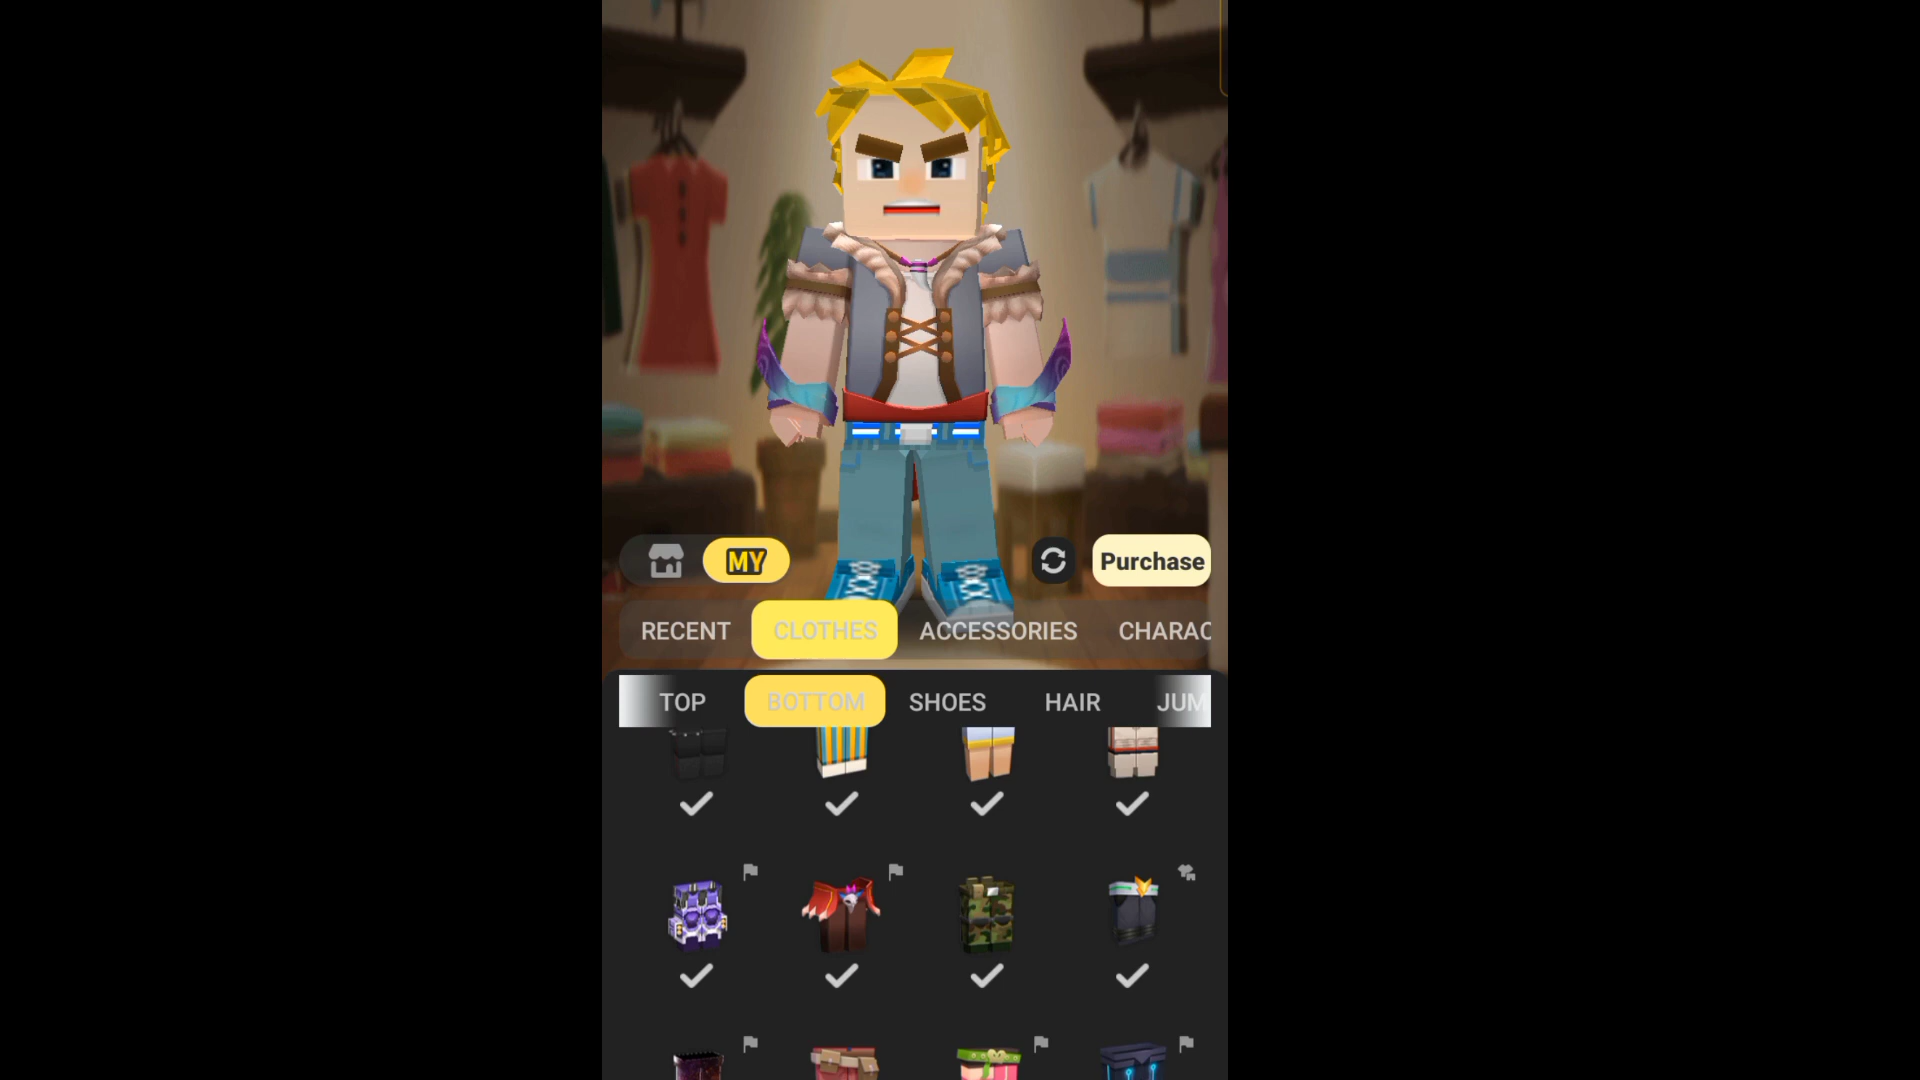 MY
Purchase
RECENT CLOTHES ACCESSORIES CHARAC
TOP BOTTOM SHOES HAIR JUM